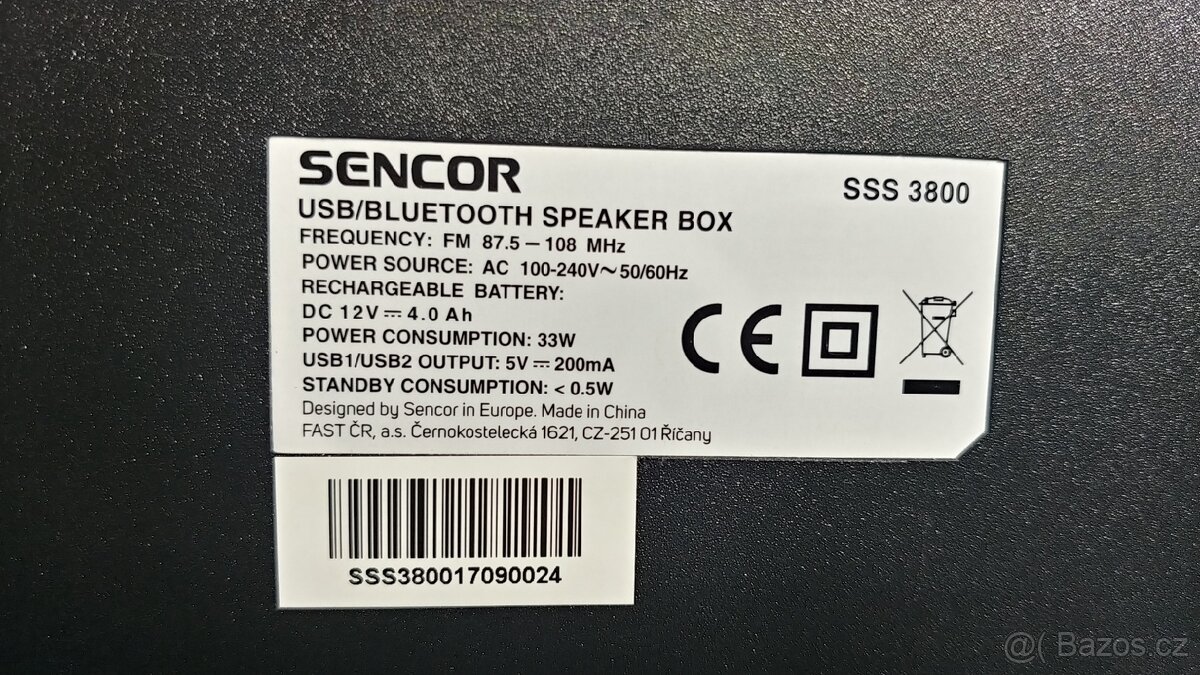 SENCOR
SSS 3800
USB/BLUETOOTH SPEAKER BOX
FREQUENCY: FM 87.5 – 108 MHz
POWER SOURCE: AC 100-240V~50/60Hz
RECHARGEABLE BATTERY:
DC 12V ⎓ 4.0 Ah
POWER CONSUMPTION: 33W
USB1/USB2 OUTPUT: 5V ⎓ 200mA
STANDBY CONSUMPTION: < 0.5W
Designed by Sencor in Europe. Made in China
FAST ČR, a.s. Černokostelecká 1621, CZ-251 01 Říčany
CE
SSS380017090024
@( Bazos.cz